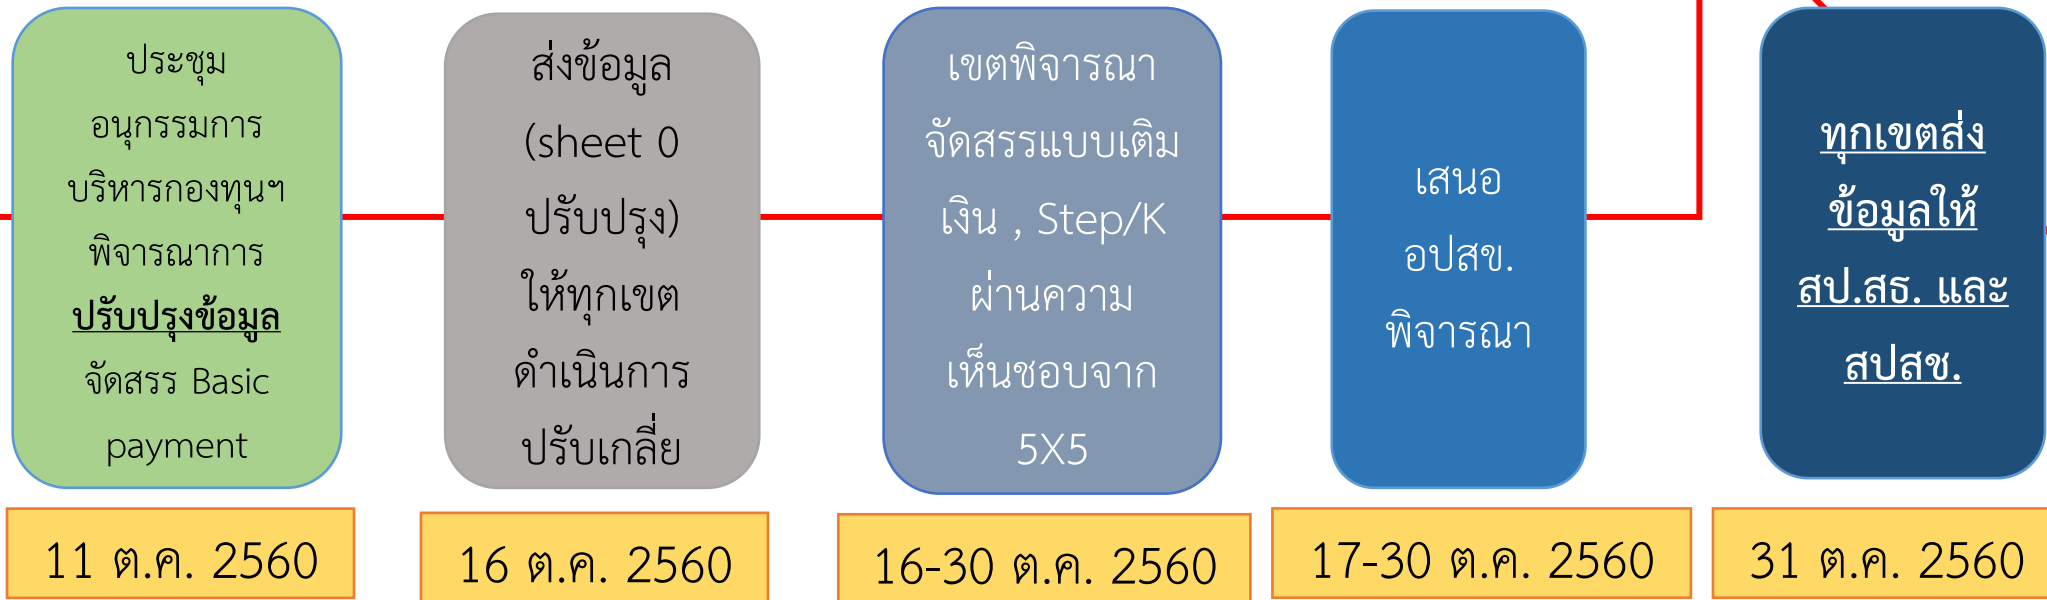 ประชุม
อนุกรรมการ
บริหารกองทุนฯ
พิจารณาการ
ปรับปรุงข้อมูล
จัดสรร Basic
payment
11 ต.ค. 2560
ส่งข้อมูล
(sheet 0
ปรับปรุง)
ให้ทุกเขต
ดำเนินการ
ปรับเกลี่ย
16 ต.ค. 2560
เขตพิจารณา
จัดสรรแบบเติม
เงิน , Step/K
ผ่านความ
เห็นชอบจาก
5X5
16-30 ต.ค. 2560
เสนอ
อปสข.
พิจารณา
17-30 ต.ค. 2560
ทุกเขตส่ง
ข้อมูลให้
สป.สธ. และ
สปสช.
31 ต.ค. 2560